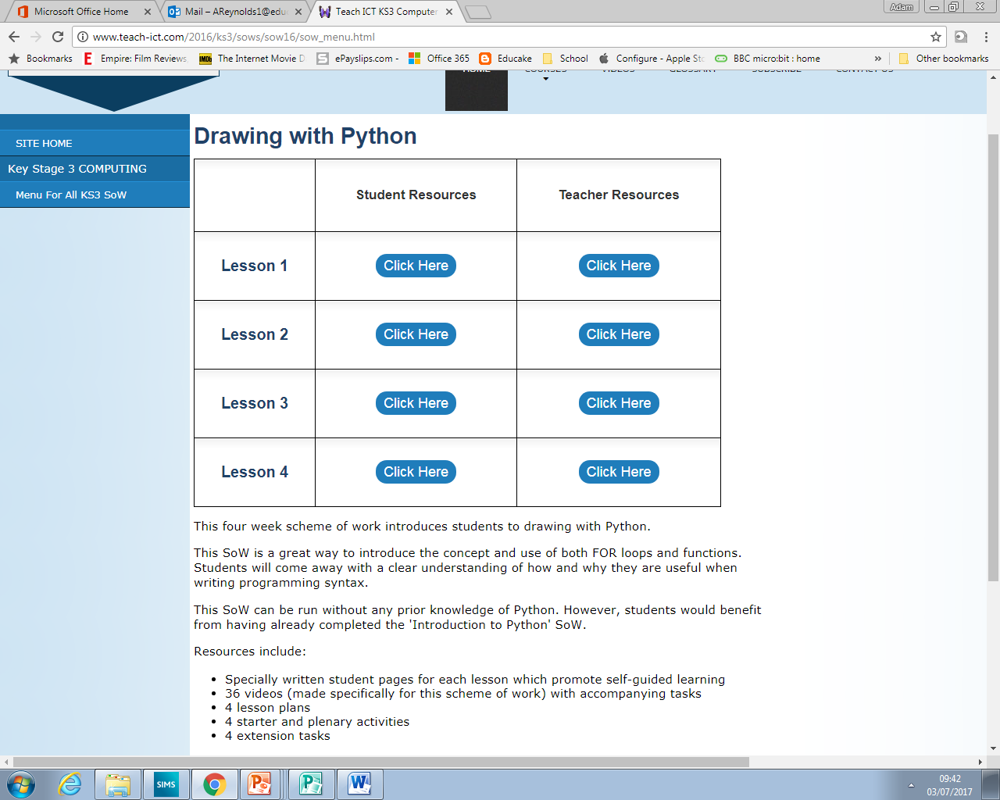 Microsoft Office Home
Mail – AReynolds1@edu
Teach ICT KS3 Computer
Adam
www.teach-ict.com/2016/ks3/sows/sow16/sow_menu.html
Bookmarks
Empire: Film Reviews,
The Internet Movie D
ePayslips.com -
Office 365
Educake
School
Configure - Apple Sto
BBC micro:bit : home
»
Other bookmarks
HOME
COURSES
VIDEOS
GLOSSARY
SUBSCRIBE
CONTACT US
SITE HOME
Key Stage 3 COMPUTING
Menu For All KS3 SoW
Drawing with Python
Student Resources
Teacher Resources
Lesson 1
Click Here
Click Here
Lesson 2
Click Here
Click Here
Lesson 3
Click Here
Click Here
Lesson 4
Click Here
Click Here
This four week scheme of work introduces students to drawing with Python.
This SoW is a great way to introduce the concept and use of both FOR loops and functions.
Students will come away with a clear understanding of how and why they are useful when
writing programming syntax.
This SoW can be run without any prior knowledge of Python. However, students would benefit
from having already completed the 'Introduction to Python' SoW.
Resources include:
• Specially written student pages for each lesson which promote self-guided learning
• 36 videos (made specifically for this scheme of work) with accompanying tasks
• 4 lesson plans
• 4 starter and plenary activities
• 4 extension tasks
SIMS
09:42
03/07/2017